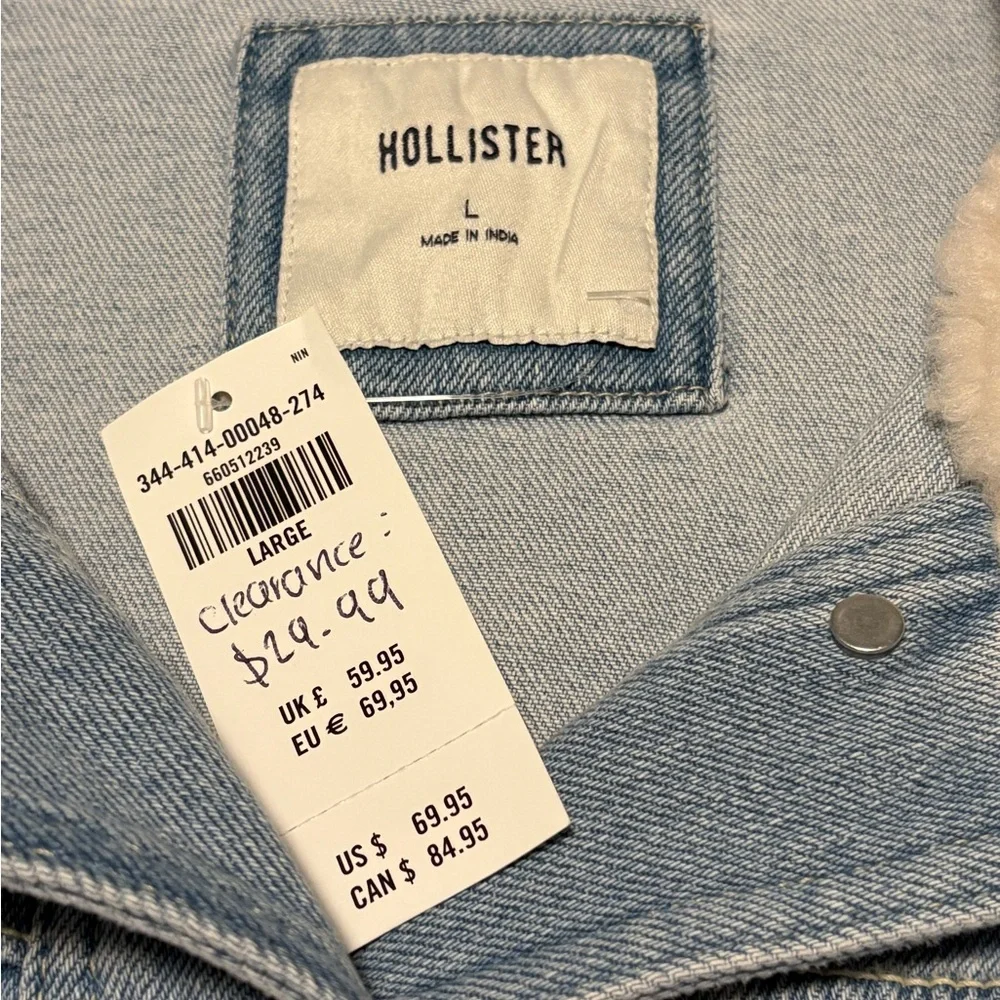 HOLLISTER
L
MADE IN INDIA
NIN
344-414-00048-274
660512239
LARGE
clearance:
$29.99
UK £ 59.95
EU € 69,95
US $ 69.95
CAN $ 84.95